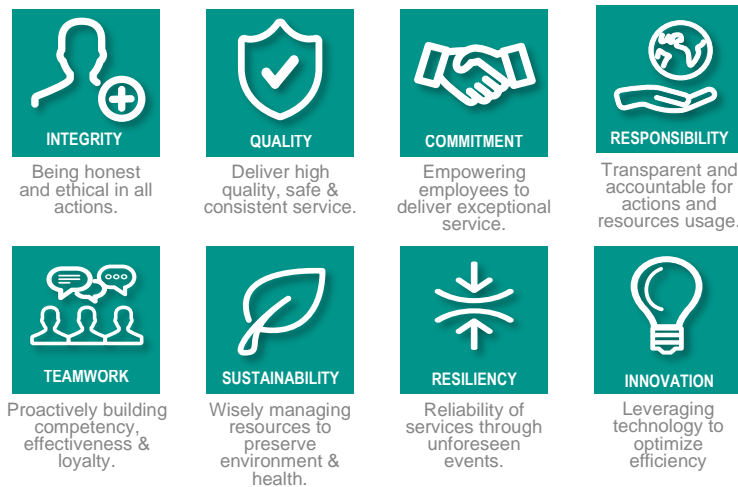 INTEGRITY
Being honest
and ethical in all
actions.
QUALITY
Deliver high
quality, safe &
consistent service.
COMMITMENT
Empowering
employees to
deliver exceptional
service.
RESPONSIBILITY
Transparent and
accountable for
actions and
resources usage.
TEAMWORK
Proactively building
competency,
effectiveness &
loyalty.
SUSTAINABILITY
Wisely managing
resources to
preserve
environment &
health.
RESILIENCY
Reliability of
services through
unforeseen
events.
INNOVATION
Leveraging
technology to
optimize
efficiency